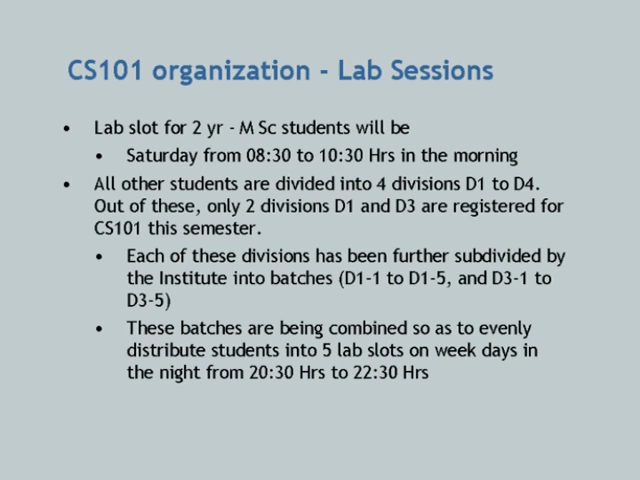 CS101 organization - Lab Sessions
• Lab slot for 2 yr - M Sc students will be
• Saturday from 08:30 to 10:30 Hrs in the morning
• All other students are divided into 4 divisions D1 to D4.
Out of these, only 2 divisions D1 and D3 are registered for
CS101 this semester.
• Each of these divisions has been further subdivided by
the Institute into batches (D1-1 to D1-5, and D3-1 to
D3-5)
• These batches are being combined so as to evenly
distribute students into 5 lab slots on week days in
the night from 20:30 Hrs to 22:30 Hrs